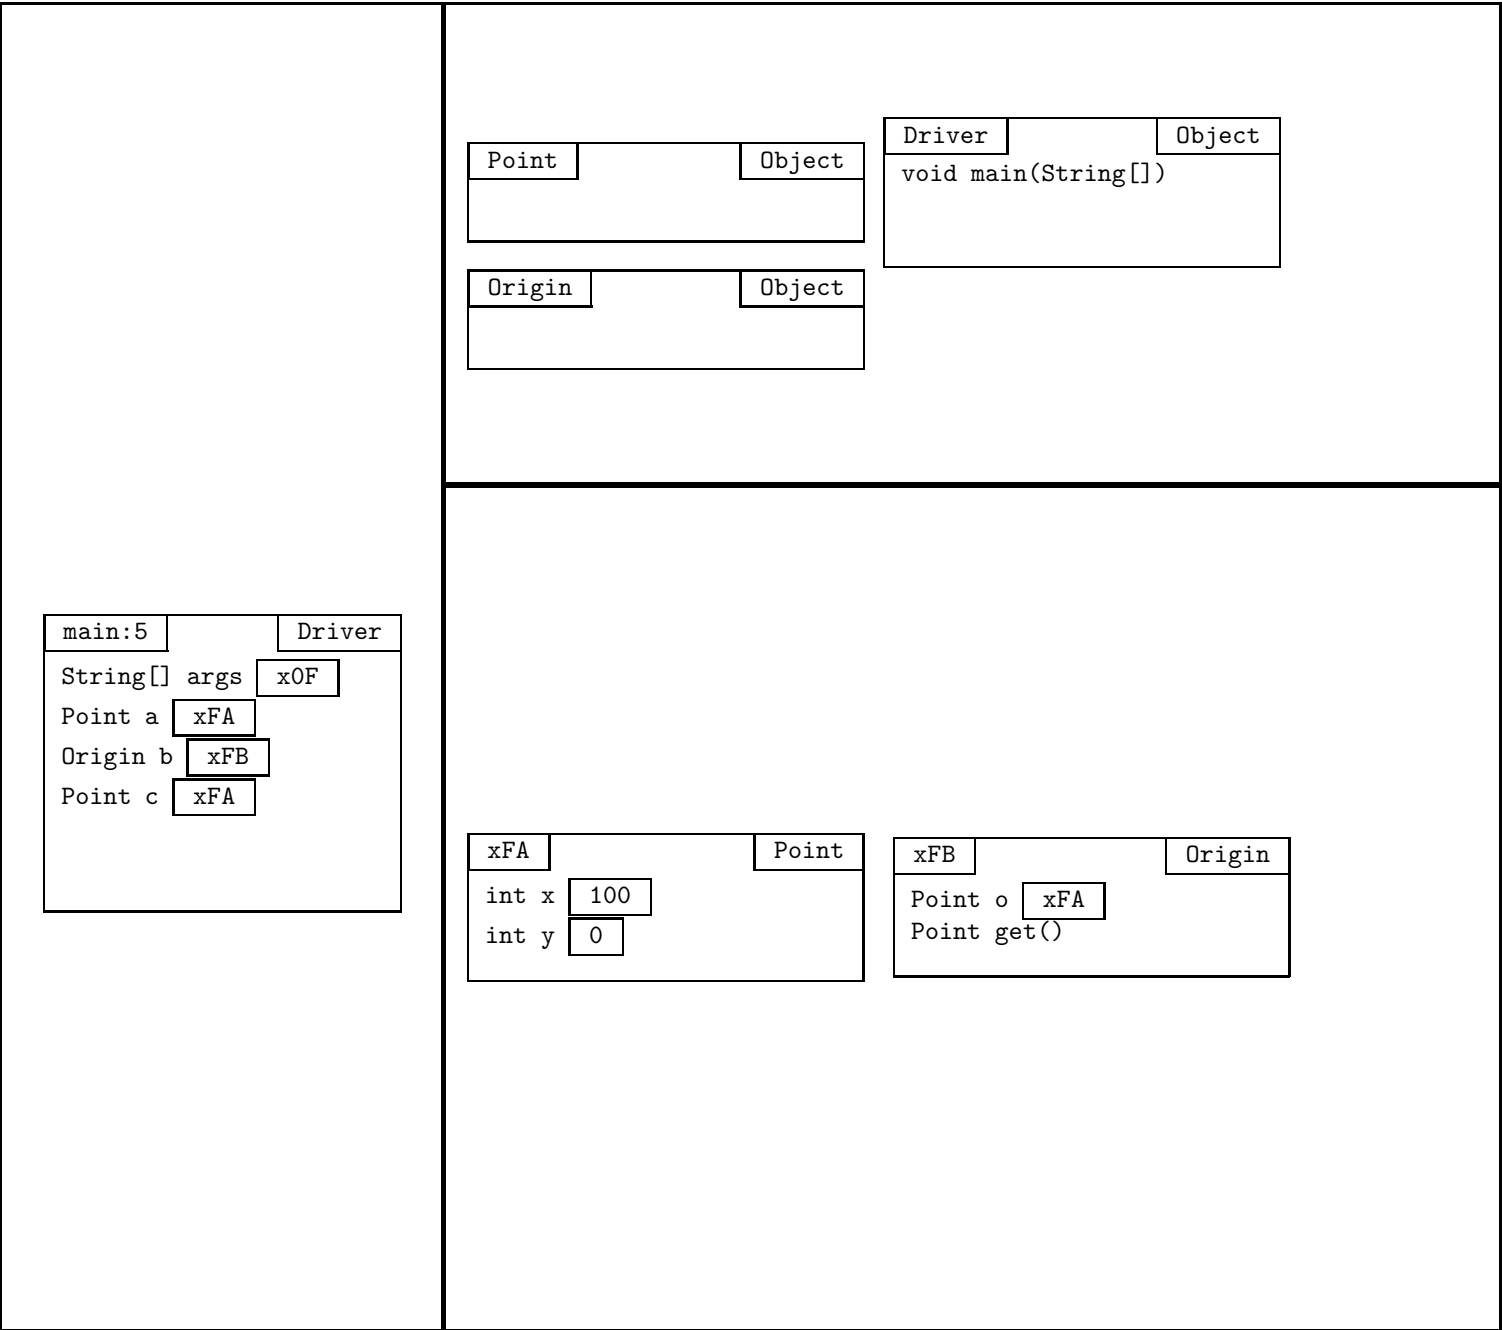 Point Object
Driver Object
void main(String[])
Origin Object
main:5 Driver
String[] args x0F
Point a xFA
Origin b xFB
Point c xFA
xFA Point
int x 100
int y 0
xFB Origin
Point o xFA
Point get()